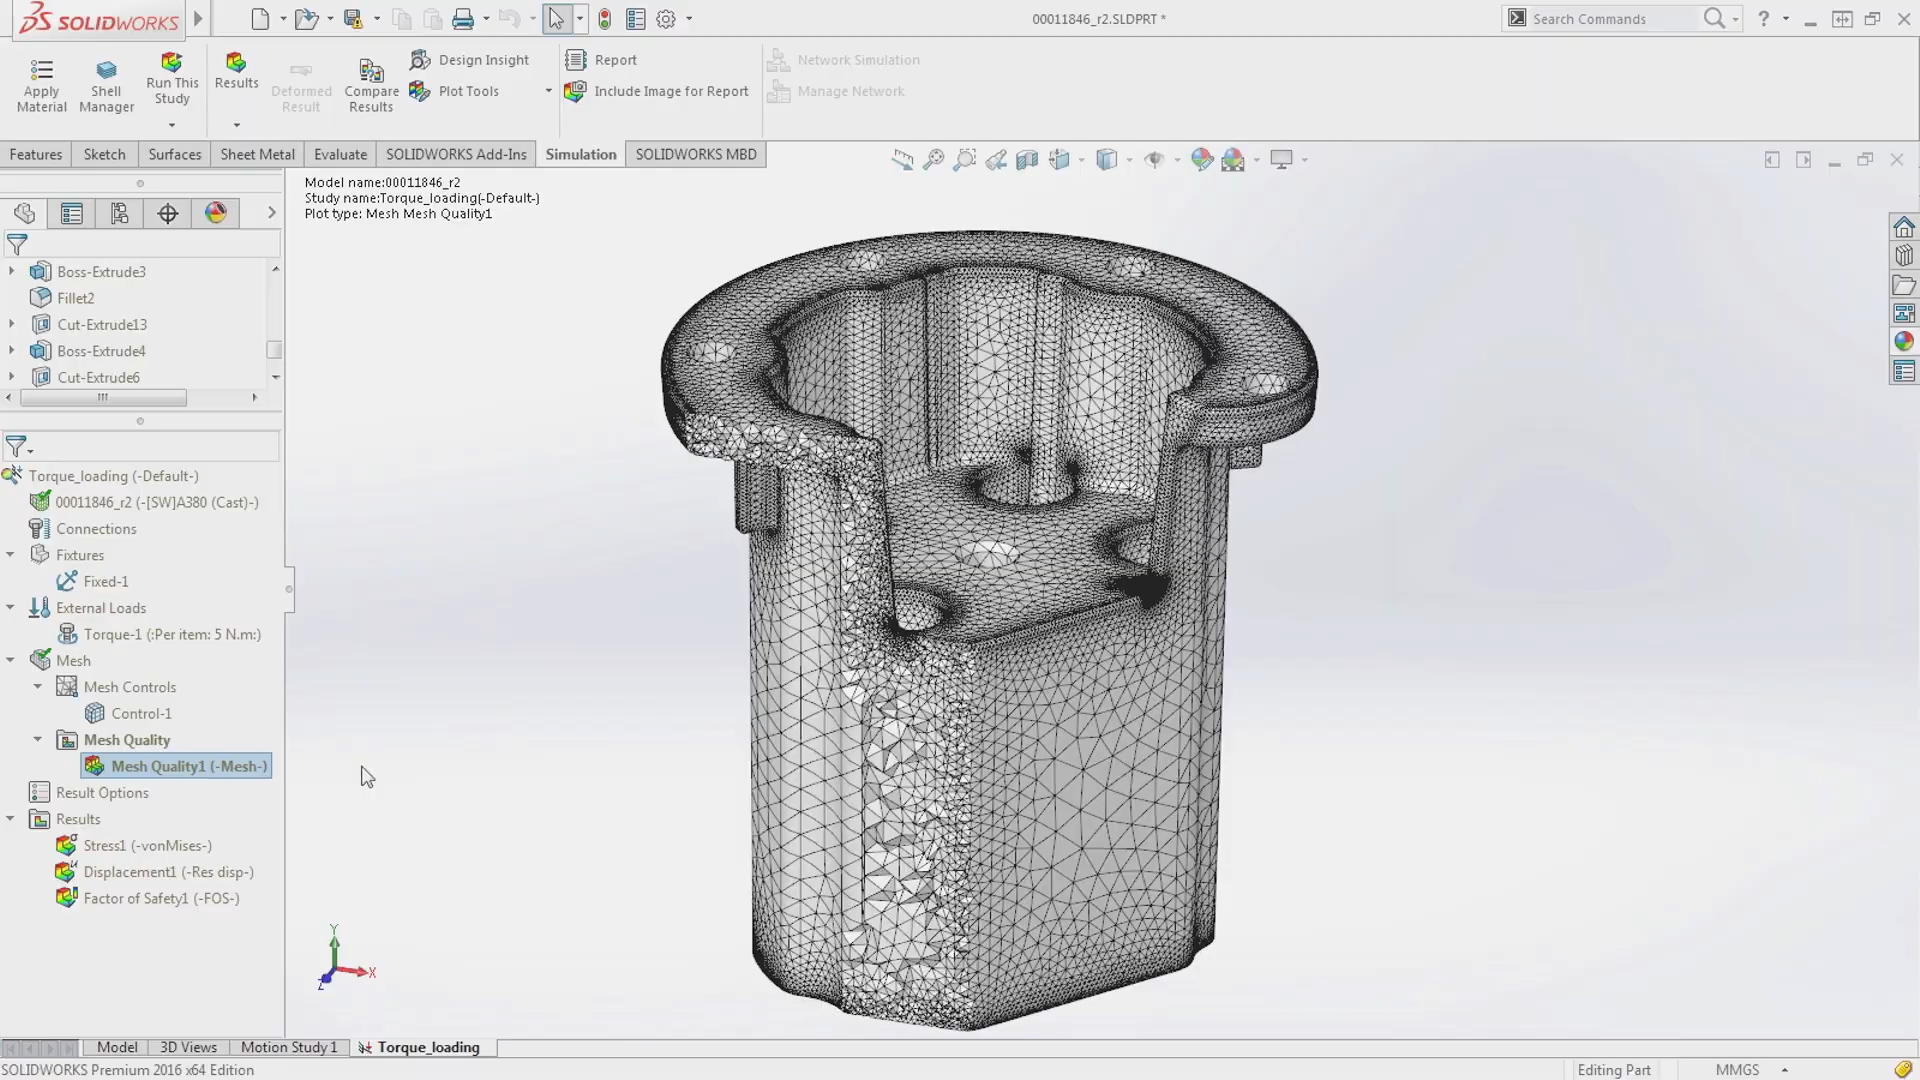 SOLIDWORKS
00011846_r2.SLDPRT *
Search Commands
?
Apply Material
Shell Manager
Run This Study
Results
Deformed Result
Compare Results
Design Insight
Plot Tools
Report
Include Image for Report
Network Simulation
Manage Network
Features
Sketch
Surfaces
Sheet Metal
Evaluate
SOLIDWORKS Add-Ins
Simulation
SOLIDWORKS MBD
Model name:00011846_r2
Study name:Torque_loading(-Default-)
Plot type: Mesh Mesh Quality1
Boss-Extrude3
Fillet2
Cut-Extrude13
Boss-Extrude4
Cut-Extrude6
Torque_loading (-Default-)
00011846_r2 (-[SW]A380 (Cast)-)
Connections
Fixtures
Fixed-1
External Loads
Torque-1 (:Per item: 5 N.m:)
Mesh
Mesh Controls
Control-1
Mesh Quality
Mesh Quality1 (-Mesh-)
Result Options
Results
Stress1 (-vonMises-)
Displacement1 (-Res disp-)
Factor of Safety1 (-FOS-)
Y
X
Z
Model
3D Views
Motion Study 1
Torque_loading
SOLIDWORKS Premium 2016 x64 Edition
Editing Part
MMGS